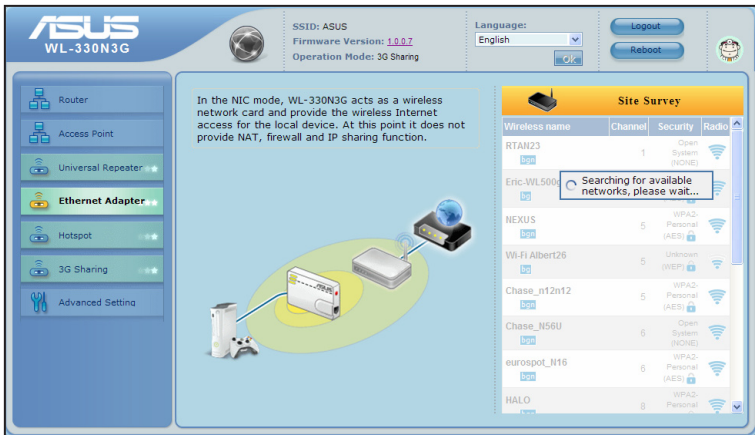 ASUS
WL-330N3G
SSID: ASUS
Firmware Version: 1.0.0.7
Operation Mode: 3G Sharing
Language:
English
Ok
Logout
Reboot
Router
Access Point
Universal Repeater
Ethernet Adapter
Hotspot
3G Sharing
Advanced Setting
In the NIC mode, WL-330N3G acts as a wireless
network card and provide the wireless Internet
access for the local device. At this point it does not
provide NAT, firewall and IP sharing function.
Site Survey
Wireless name Channel Security Radio
RTAN23 bgn 1 Open System (NONE)
Searching for available
networks, please wait...
Eric-WL500g bg (AES)
NEXUS bgn 5 WPA2-Personal (AES)
Wi-Fi Albert26 bg 5 Unknown (WEP)
Chase_n12n12 bgn 5 WPA2-Personal (AES)
Chase_N56U bgn 6 Open System (NONE)
eurospot_N16 bgn 6 WPA2-Personal (AES)
HALO bgn 8 WPA2-Personal